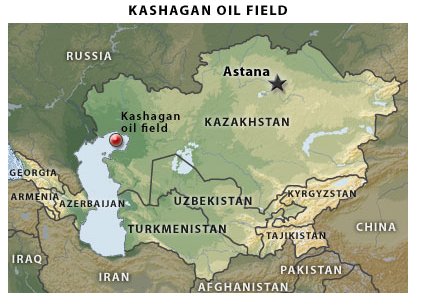 KASHAGAN OIL FIELD
RUSSIA
Astana
Kashagan
oil field
KAZAKHSTAN
GEORGIA
ARMENIA
AZERBAIJAN
UZBEKISTAN
KYRGYZSTAN
TURKMENISTAN
TAJIKISTAN
CHINA
IRAQ
IRAN
PAKISTAN
AFGHANISTAN